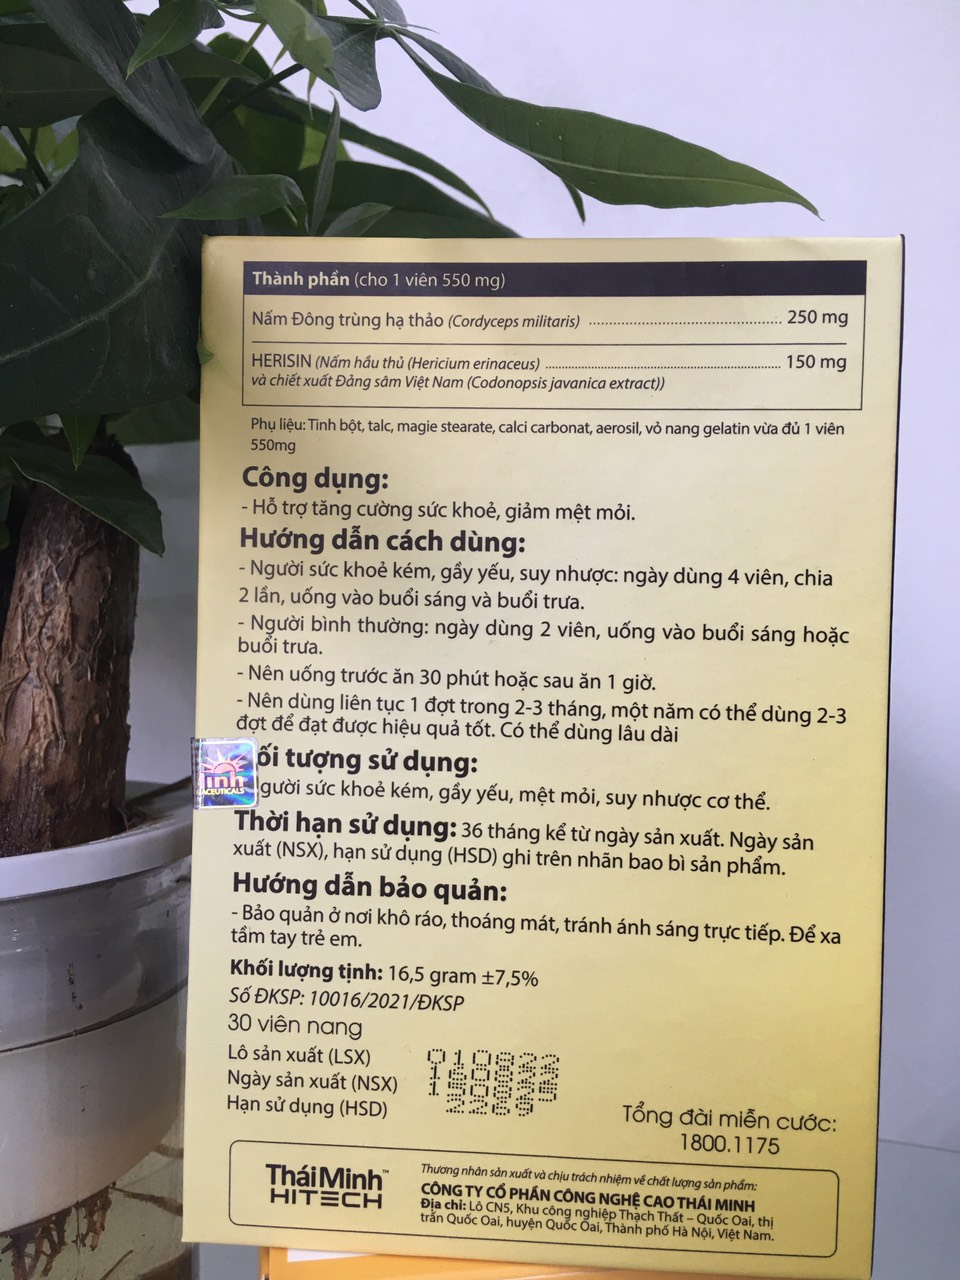 Thành phần (cho 1 viên 550 mg)
Nấm Đông trùng hạ thảo (Cordyceps militaris) ........................................................ 250 mg
HERISIN (Nấm hầu thủ (Hericium erinaceus) ........................................................ 150 mg
và chiết xuất Đảng sâm Việt Nam (Codonopsis javanica extract))
Phụ liệu: Tinh bột, talc, magie stearate, calci carbonat, aerosil, vỏ nang gelatin vừa đủ 1 viên
550mg
Công dụng:
- Hỗ trợ tăng cường sức khoẻ, giảm mệt mỏi.
Hướng dẫn cách dùng:
- Người sức khoẻ kém, gầy yếu, suy nhược: ngày dùng 4 viên, chia
2 lần, uống vào buổi sáng và buổi trưa.
- Người bình thường: ngày dùng 2 viên, uống vào buổi sáng hoặc
buổi trưa.
- Nên uống trước ăn 30 phút hoặc sau ăn 1 giờ.
- Nên dùng liên tục 1 đợt trong 2-3 tháng, một năm có thể dùng 2-3
đợt để đạt được hiệu quả tốt. Có thể dùng lâu dài
ối tượng sử dụng:
gười sức khoẻ kém, gầy yếu, mệt mỏi, suy nhược cơ thể.
inh
ACEUTICALS
Thời hạn sử dụng: 36 tháng kể từ ngày sản xuất. Ngày sản
xuất (NSX), hạn sử dụng (HSD) ghi trên nhãn bao bì sản phẩm.
Hướng dẫn bảo quản:
- Bảo quản ở nơi khô ráo, thoáng mát, tránh ánh sáng trực tiếp. Để xa
tầm tay trẻ em.
Khối lượng tịnh: 16,5 gram ±7,5%
Số ĐKSP: 10016/2021/ĐKSP
30 viên nang
Lô sản xuất (LSX) 010822
Ngày sản xuất (NSX)
Hạn sử dụng (HSD)
Tổng đài miễn cước:
1800.1175
TháiMinh™
HITECH
Thương nhân sản xuất và chịu trách nhiệm về chất lượng sản phẩm:
CÔNG TY CỔ PHẦN CÔNG NGHỆ CAO THÁI MINH
Địa chỉ: Lô CN5, Khu công nghiệp Thạch Thất – Quốc Oai, thị
trấn Quốc Oai, huyện Quốc Oai, Thành phố Hà Nội, Việt Nam.